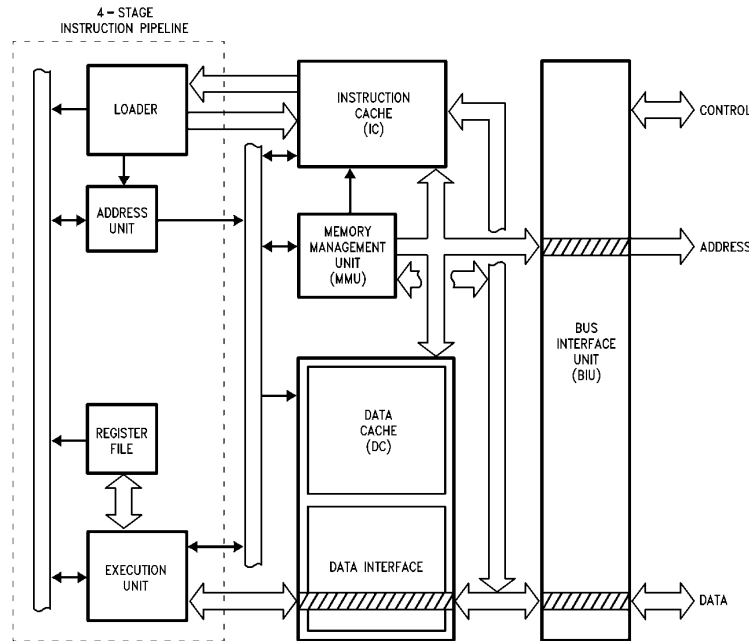 4 – STAGE
INSTRUCTION PIPELINE
LOADER
INSTRUCTION
CACHE
(IC)
CONTROL
ADDRESS
UNIT
MEMORY
MANAGEMENT
UNIT
(MMU)
ADDRESS
BUS
INTERFACE
UNIT
(BIU)
DATA
CACHE
(DC)
REGISTER
FILE
EXECUTION
UNIT
DATA INTERFACE
DATA